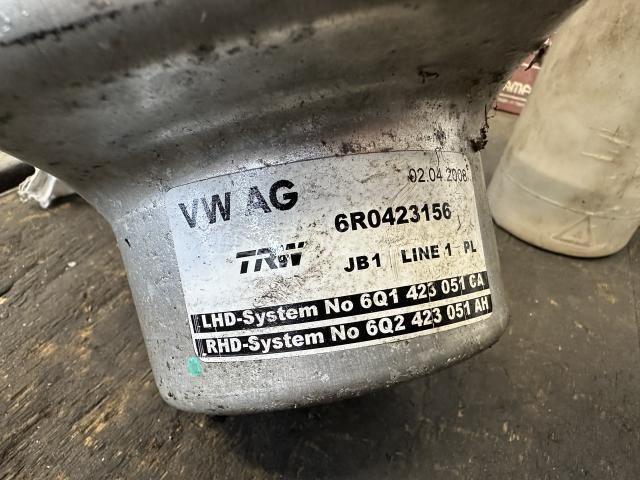 02.04 2008
VW AG
6R0423156
TRW
JB1 LINE 1 PL
LHD-System No 6Q1 423 051 CA
RHD-System No 6Q2 423 051 AH